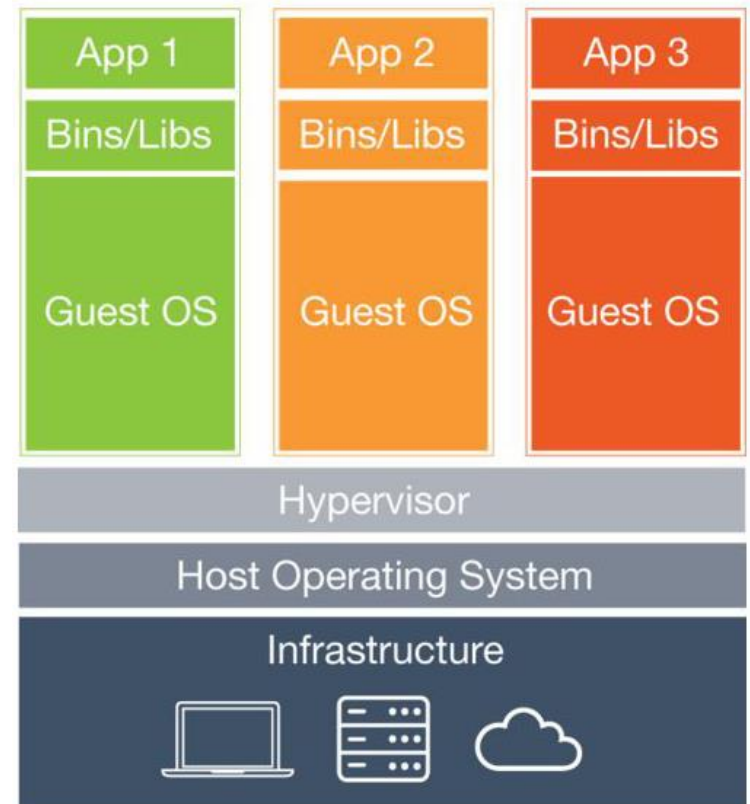 App 1
App 2
App 3
Bins/Libs
Bins/Libs
Bins/Libs
Guest OS
Guest OS
Guest OS
Hypervisor
Host Operating System
Infrastructure